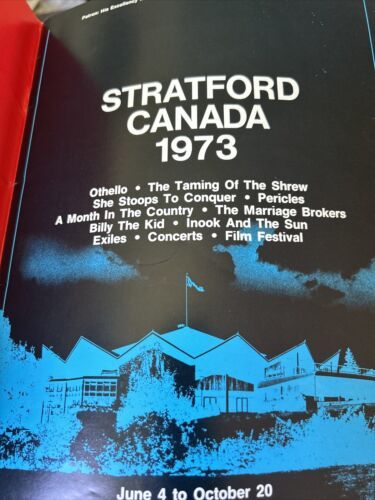 Patron: His Excellency
STRATFORD
CANADA
1973
Othello • The Taming Of The Shrew
She Stoops To Conquer • Pericles
A Month In The Country • The Marriage Brokers
Billy The Kid • Inook And The Sun
Exiles • Concerts • Film Festival
June 4 to October 20